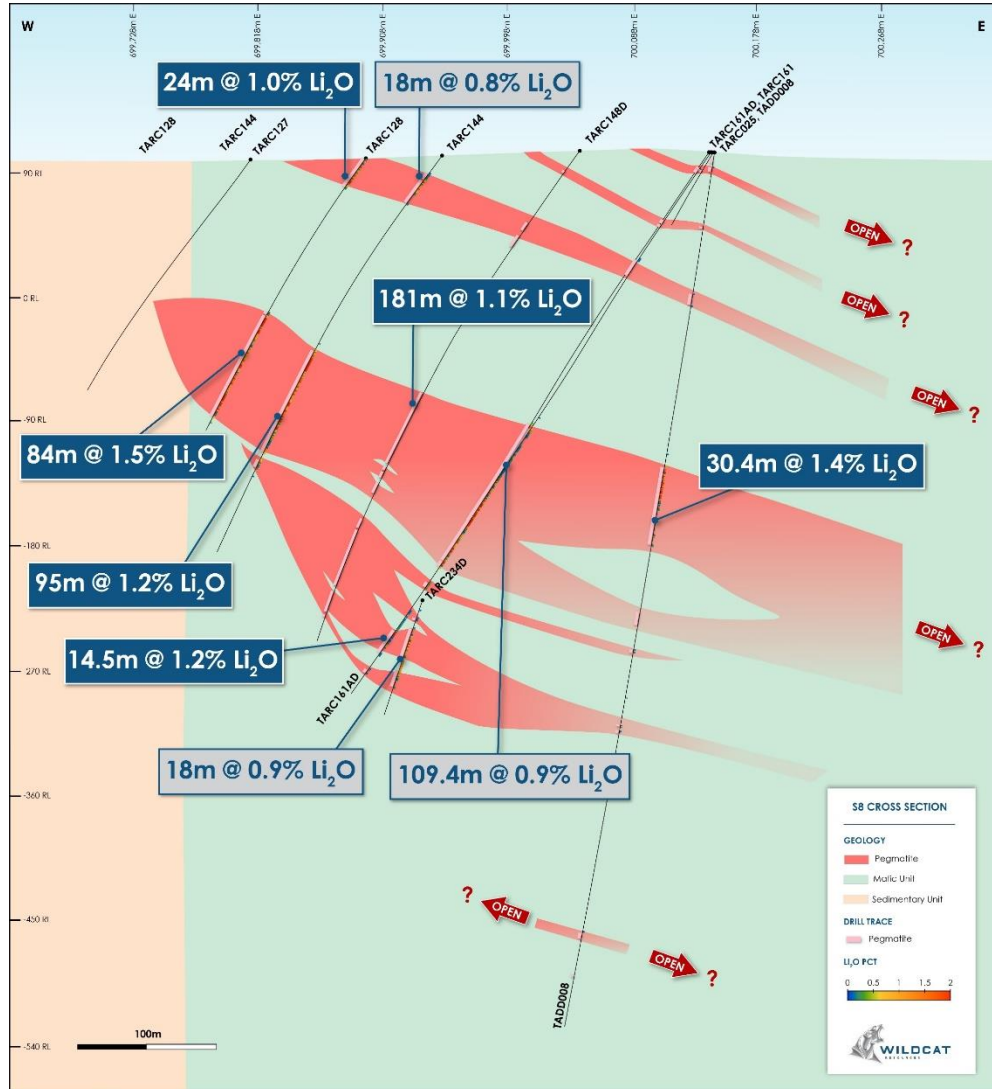 W
699,728m E
699,818m E
699,908m E
699,998m E
700,088m E
700,178m E
700,268m E
E
24m @ 1.0% Li₂O
18m @ 0.8% Li₂O
TARC128
TARC144
TARC127
TARC128
TARC144
TARC148D
TARC161AD, TARC161
TARC025, TADD008
90 RL
OPEN
?
0 RL
181m @ 1.1% Li₂O
OPEN
?
-90 RL
OPEN
?
84m @ 1.5% Li₂O
30.4m @ 1.4% Li₂O
-180 RL
95m @ 1.2% Li₂O
TARC234D
14.5m @ 1.2% Li₂O
OPEN
?
-270 RL
TARC161AD
18m @ 0.9% Li₂O
109.4m @ 0.9% Li₂O
-360 RL
S8 CROSS SECTION
GEOLOGY
Pegmatite
Mafic Unit
Sedimentary Unit
DRILL TRACE
Pegmatite
Li₂O PCT
0 0.5 1 1.5 2
-450 RL
?
OPEN
OPEN
?
TADD008
-540 RL
100m
WILDCAT
RESOURCES